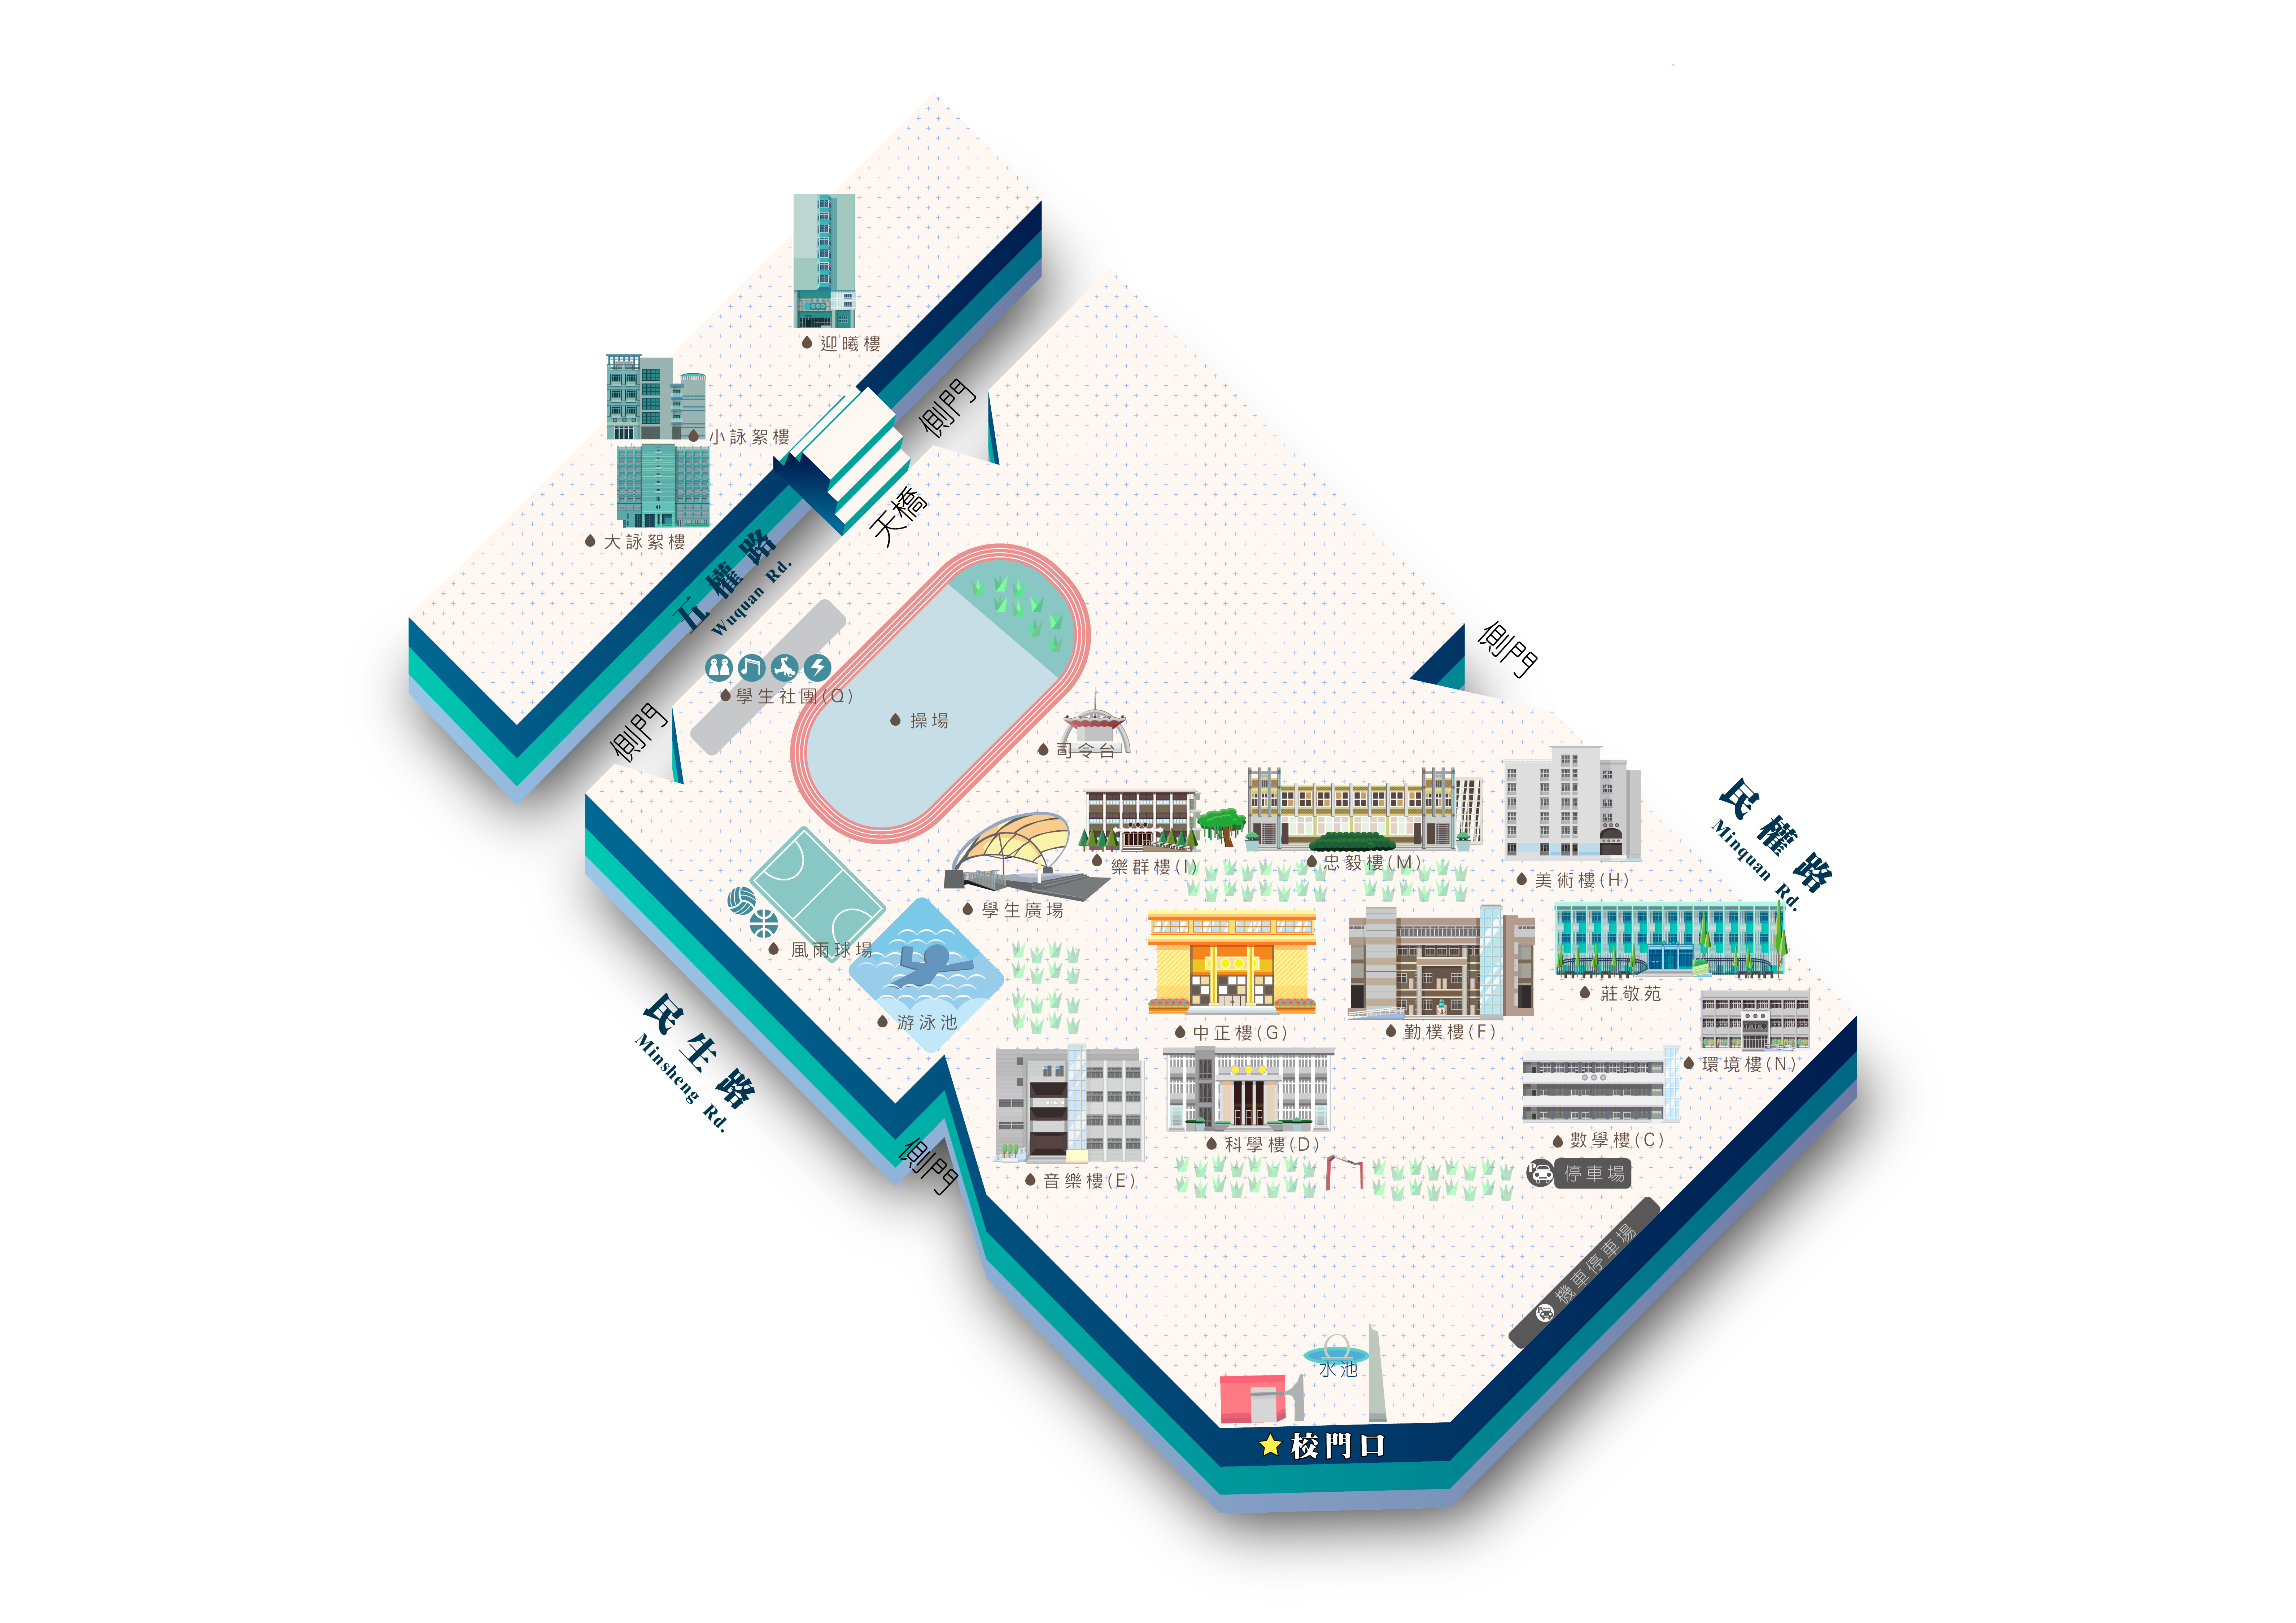 迎曦樓
小詠絮樓
大詠絮樓
側門
天橋
五權路
Wuquan Rd.
學生社團(Q)
側門
操場
司令台
側門
樂群樓(I)
忠毅樓(M)
美術樓(H)
民權路
Minquan Rd.
學生廣場
風雨球場
游泳池
中正樓(G)
勤樸樓(F)
莊敬苑
環境樓(N)
民生路
Minsheng Rd.
側門
音樂樓(E)
科學樓(D)
數學樓(C)
P
停車場
P
機車停車場
水池
校門口